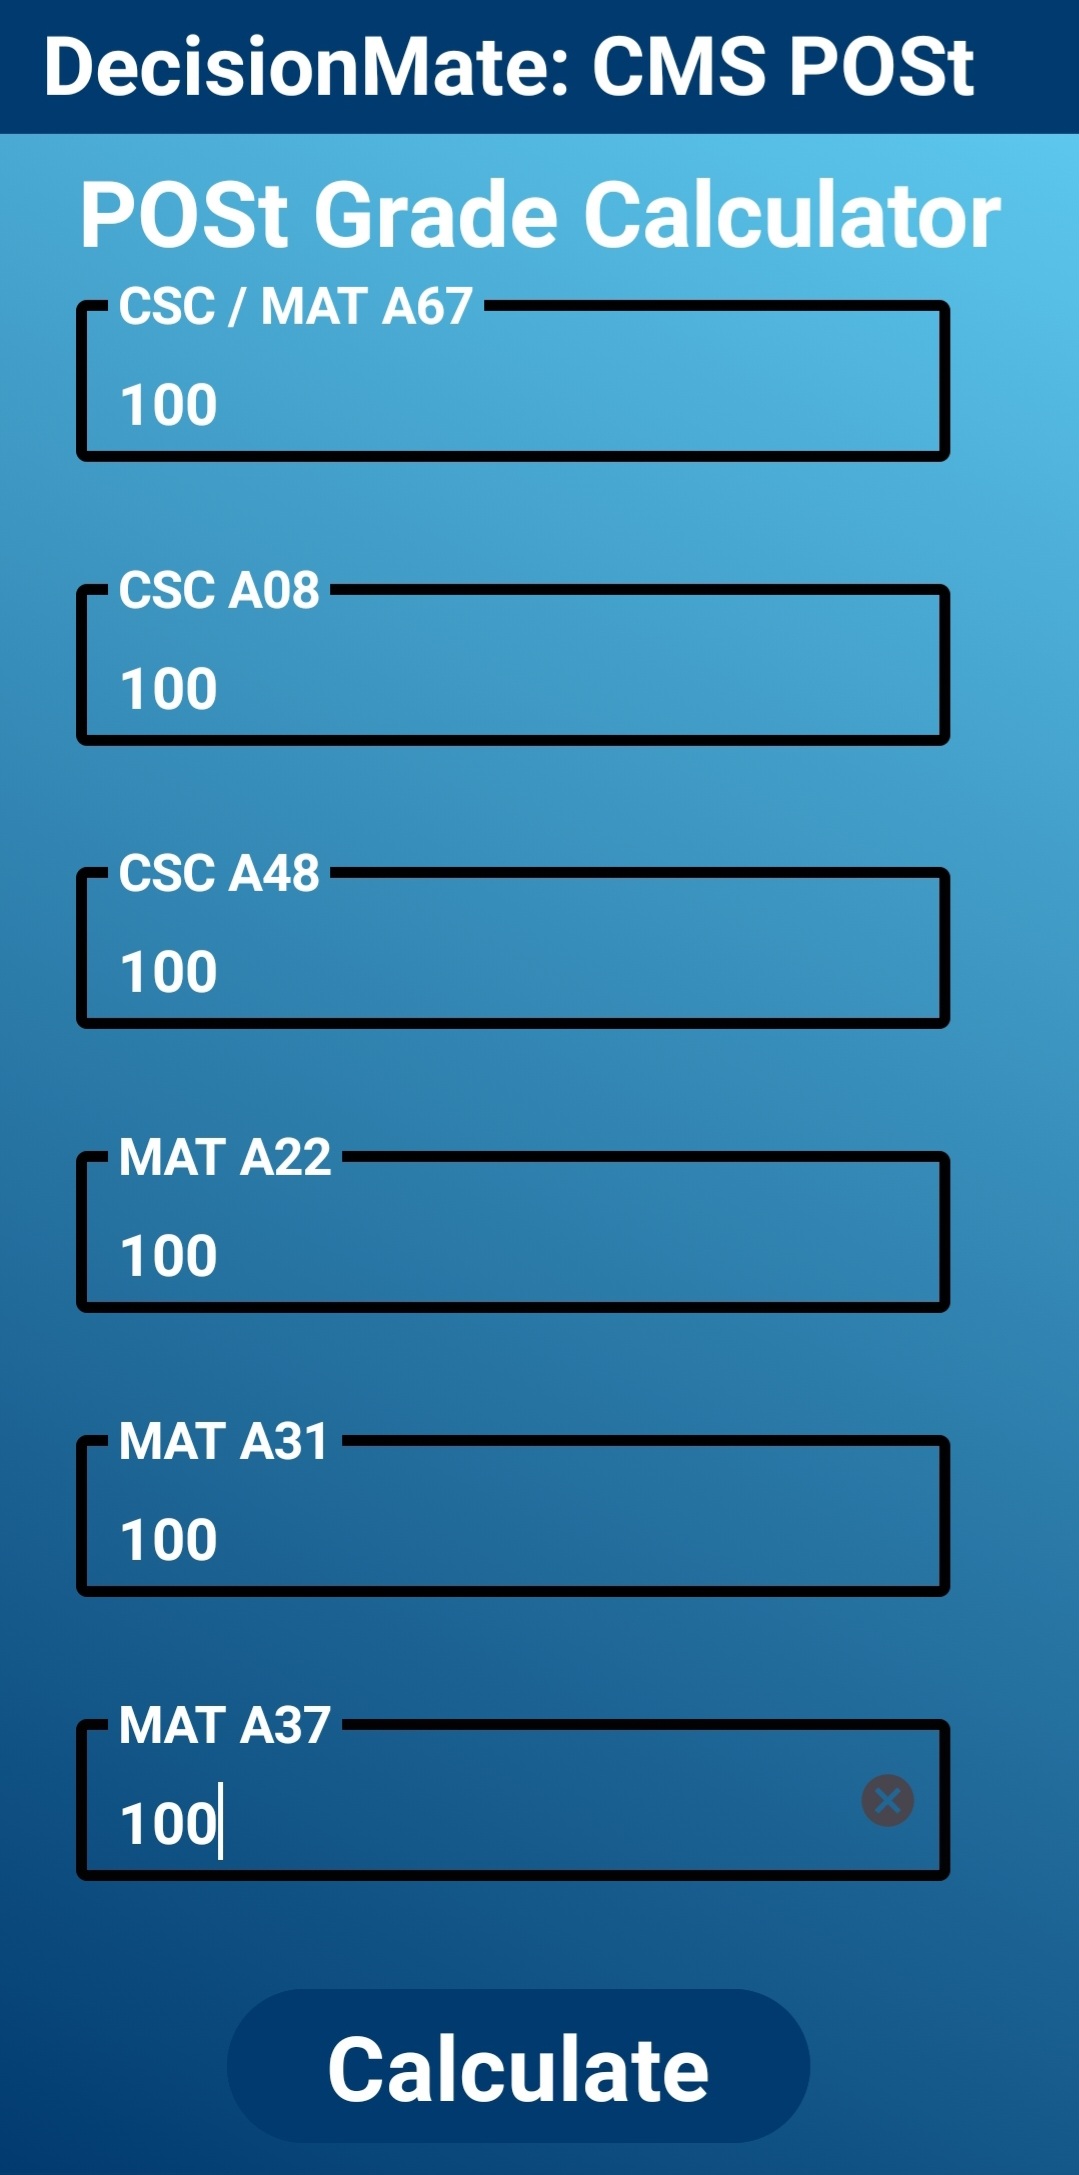 DecisionMate: CMS POSt
POSt Grade Calculator
CSC / MAT A67
100
CSC A08
100
CSC A48
100
MAT A22
100
MAT A31
100
MAT A37
100
Calculate